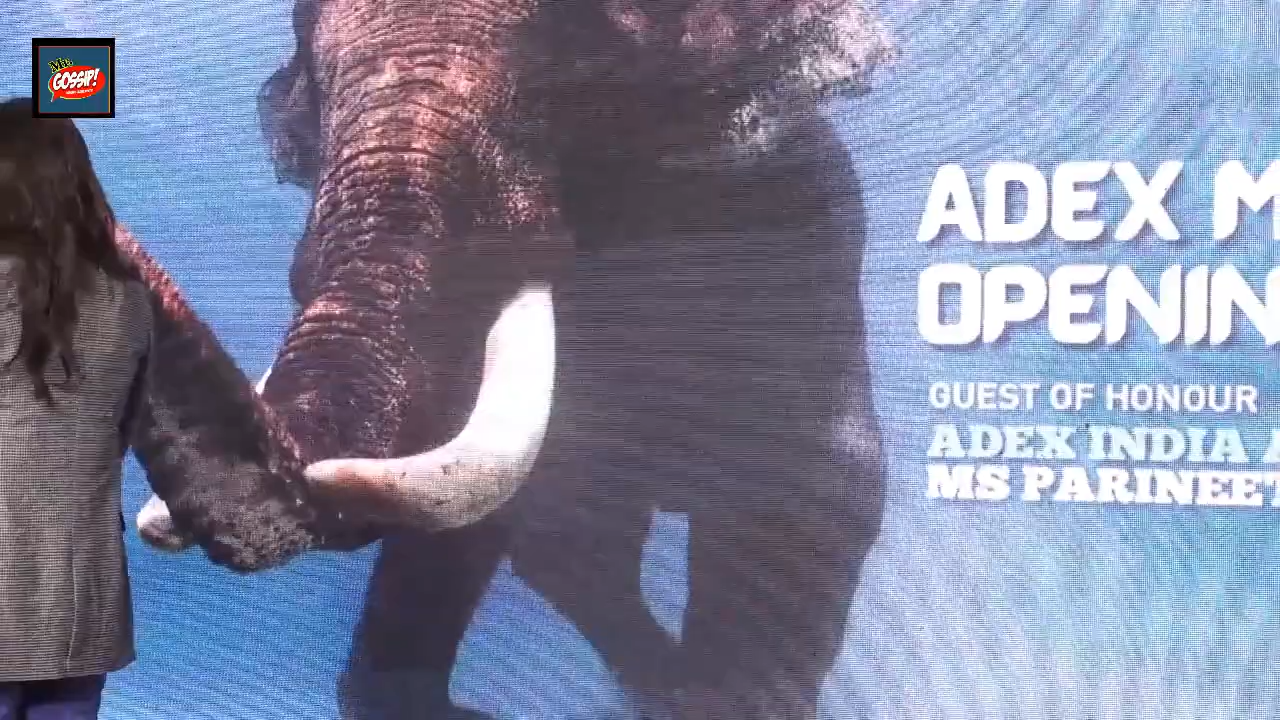 Mr.
GOSSIP!
ADEX M
OPENIN
GUEST OF HONOUR
ADEX INDIA A
MS PARINEET